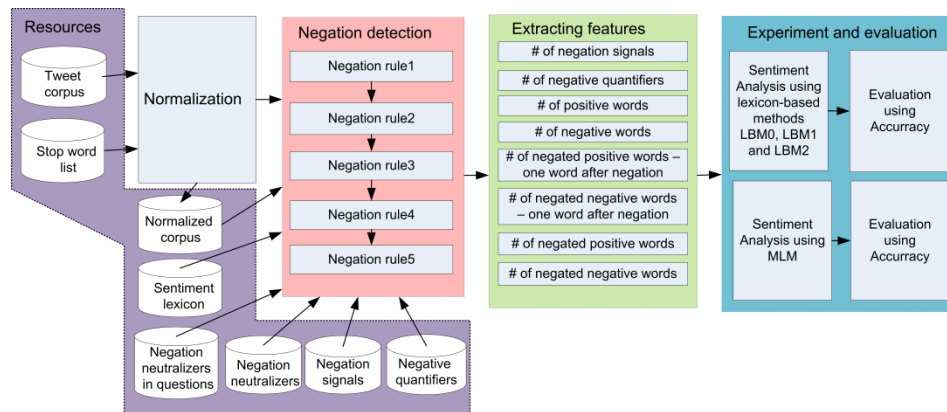 Resources
Tweet
corpus
Stop word
list
Normalization
Normalized
corpus
Sentiment
lexicon
Negation
neutralizers
in questions
Negation
neutralizers
Negation
signals
Negative
quantifiers
Negation detection
Negation rule1
Negation rule2
Negation rule3
Negation rule4
Negation rule5
Extracting features
# of negation signals
# of negative quantifiers
# of positive words
# of negative words
# of negated positive words –
one word after negation
# of negated negative words
– one word after negation
# of negated positive words
# of negated negative words
Experiment and evaluation
Sentiment
Analysis using
lexicon-based
methods
LBM0, LBM1
and LBM2
Evaluation
using
Accurracy
Sentiment
Analysis using
MLM
Evaluation
using
Accurracy